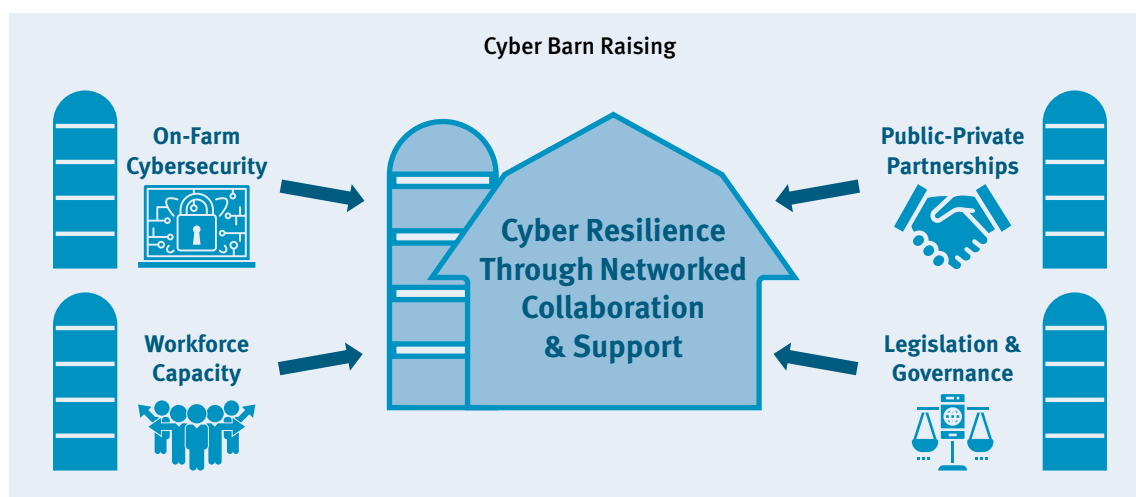 Cyber Barn Raising
On-Farm
Cybersecurity
Public-Private
Partnerships
Cyber Resilience
Through Networked
Collaboration
& Support
Workforce
Capacity
Legislation &
Governance